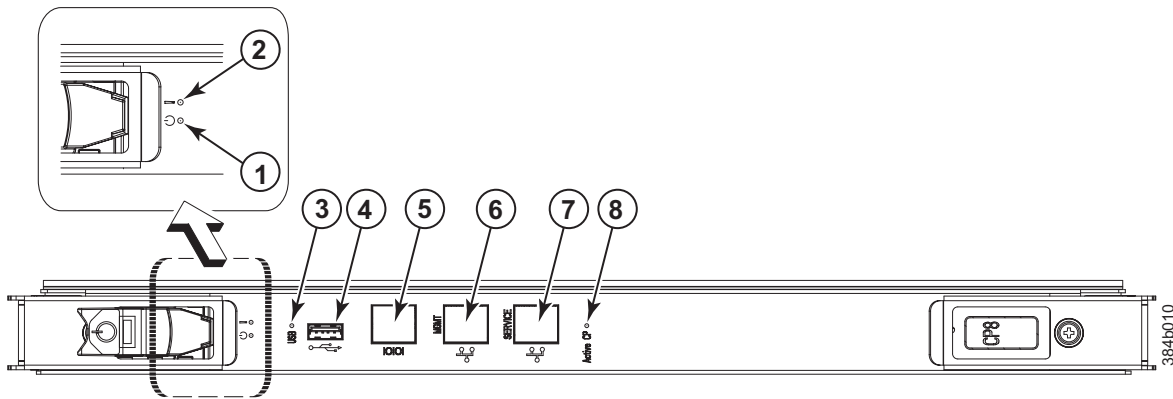 2
1
3
4
5
6
7
8
USB
IOIOI
MGMT
SERVICE
Active CP
CP8
384b010